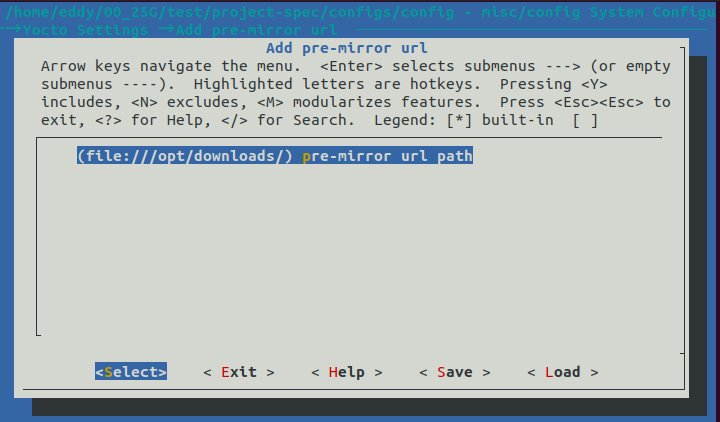 /home/eddy/00_25G/test/project-spec/configs/config - misc/config System Configu
→Yocto Settings →Add pre-mirror url
Add pre-mirror url
Arrow keys navigate the menu.  <Enter> selects submenus ---> (or empty
submenus ----).  Highlighted letters are hotkeys.  Pressing <Y>
includes, <N> excludes, <M> modularizes features.  Press <Esc><Esc> to
exit, <?> for Help, </> for Search.  Legend: [*] built-in  [ ]
(file:///opt/downloads/) pre-mirror url path
<Select>    < Exit >    < Help >    < Save >    < Load >